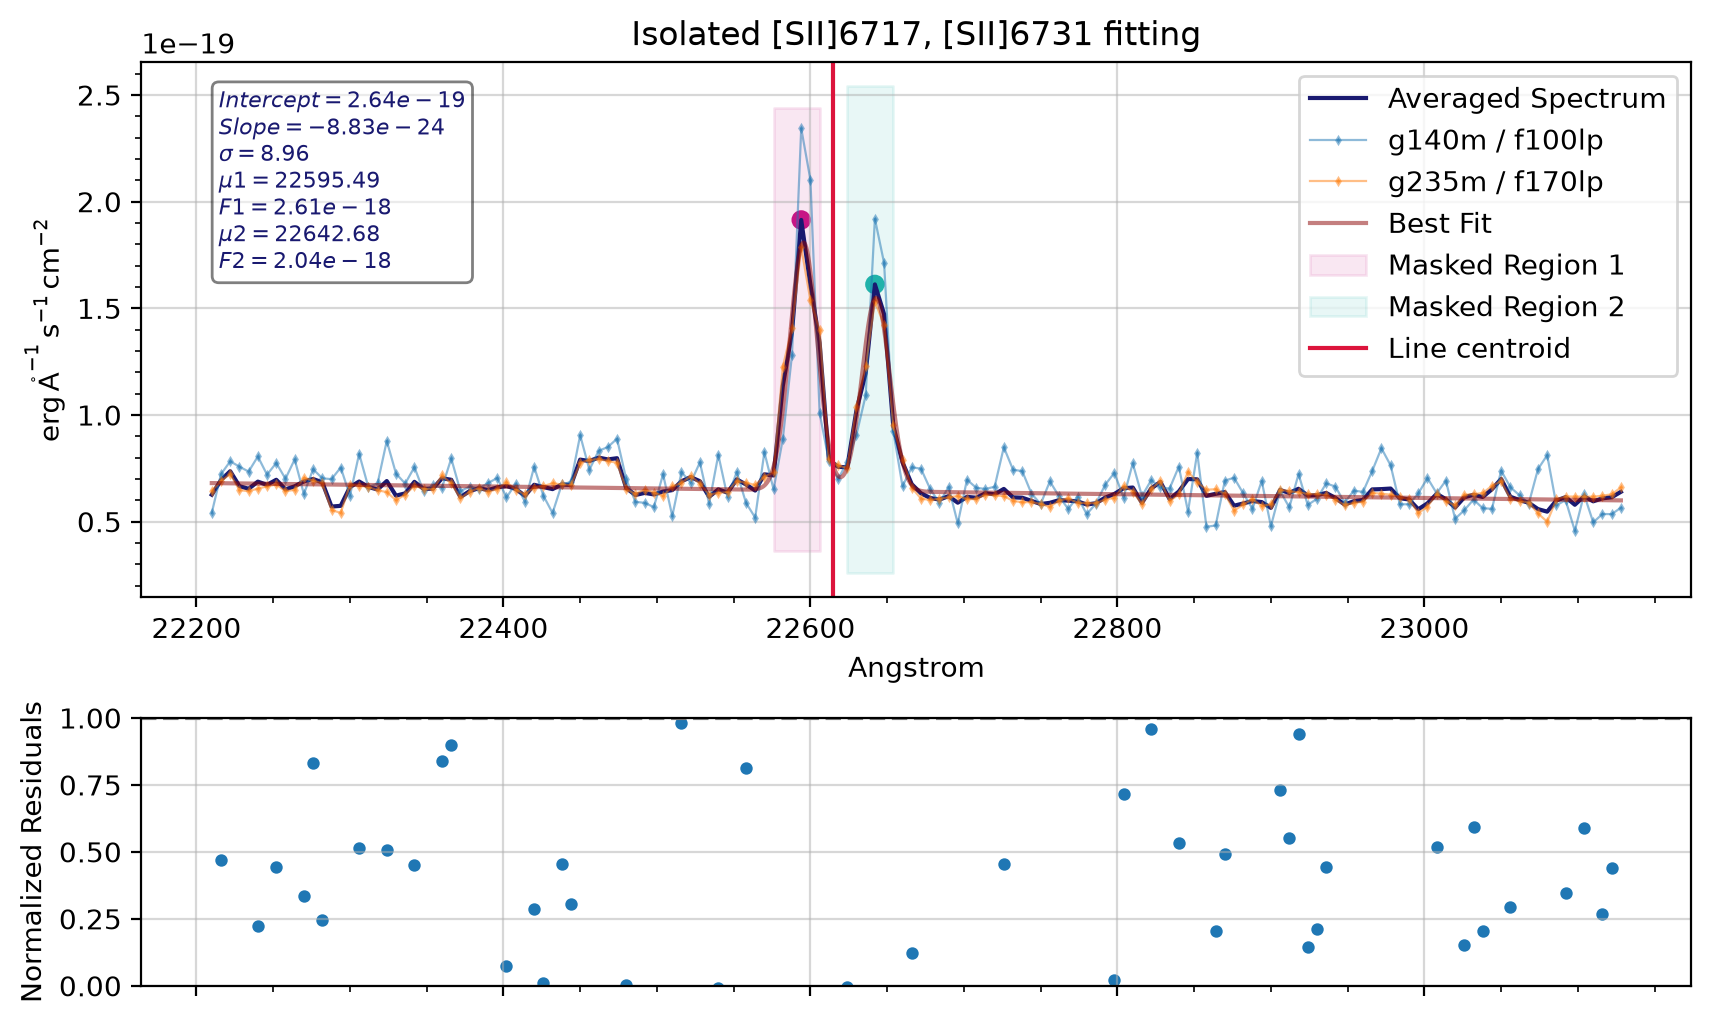 Isolated [SII]6717, [SII]6731 fitting
1e−19
Intercept = 2.64e − 19
Slope = −8.83e − 24
σ = 8.96
μ1 = 22595.49
F1 = 2.61e − 18
μ2 = 22642.68
F2 = 2.04e − 18
Averaged Spectrum
g140m / f100lp
g235m / f170lp
Best Fit
Masked Region 1
Masked Region 2
Line centroid
erg Å⁻¹ s⁻¹ cm⁻²
2.5
2.0
1.5
1.0
0.5
22200 22400 22600 22800 23000
Angstrom
Normalized Residuals
1.00
0.75
0.50
0.25
0.00